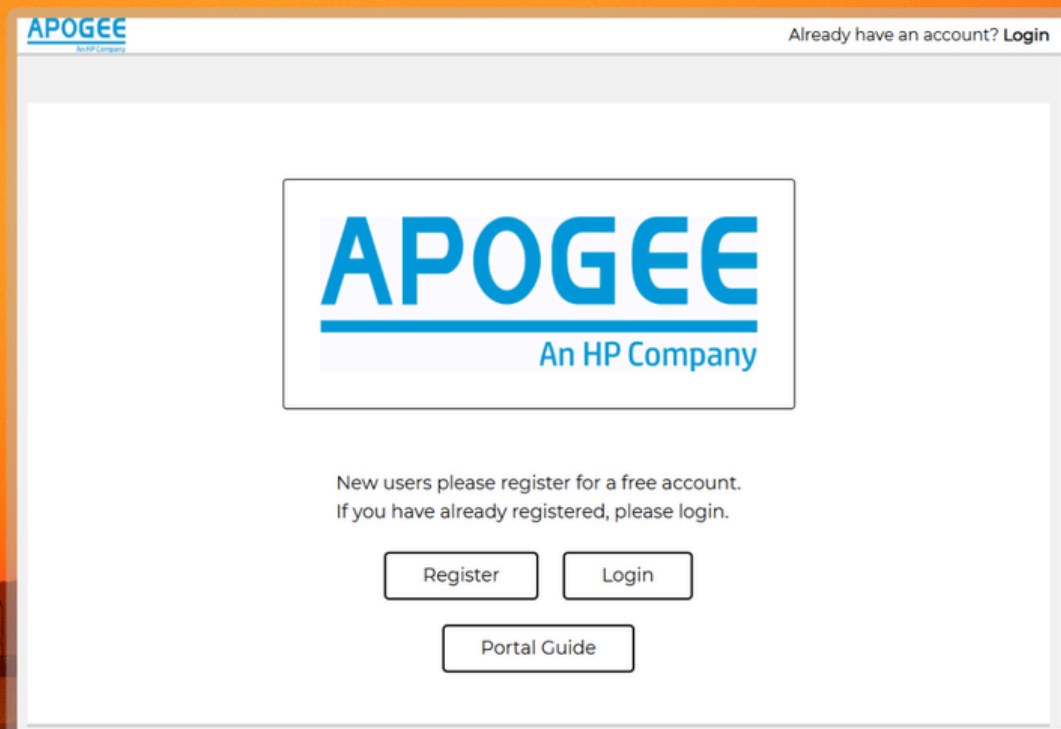 APOGEE
An HP Company
Already have an account? Login
APOGEE
An HP Company
New users please register for a free account.
If you have already registered, please login.
Register
Login
Portal Guide